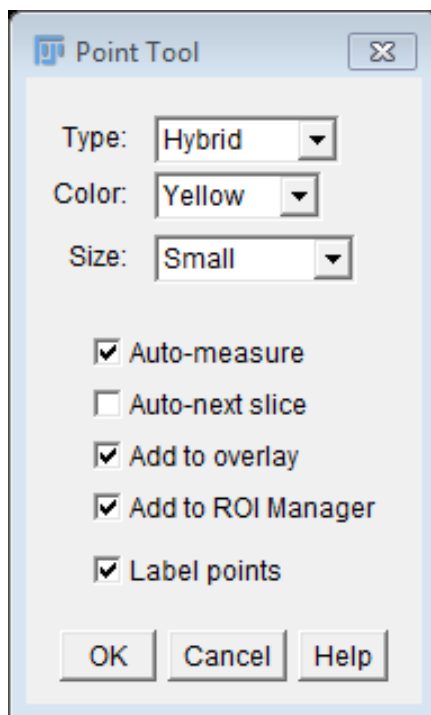 Point Tool
Type: Hybrid
Color: Yellow
Size: Small
Auto-measure
Auto-next slice
Add to overlay
Add to ROI Manager
Label points
OK Cancel Help